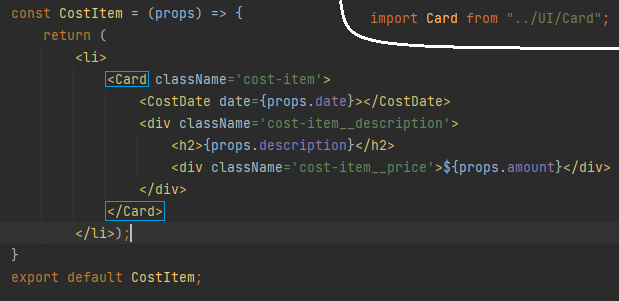 const CostItem = (props) => {
import Card from "../UI/Card";
    return (
        <li>
            <Card className='cost-item'>
                <CostDate date={props.date}></CostDate>
                <div className='cost-item__description'>
                    <h2>{props.description}</h2>
                    <div className='cost-item__price'>${props.amount}</div>
                </div>
            </Card>
        </li>);
}
export default CostItem;